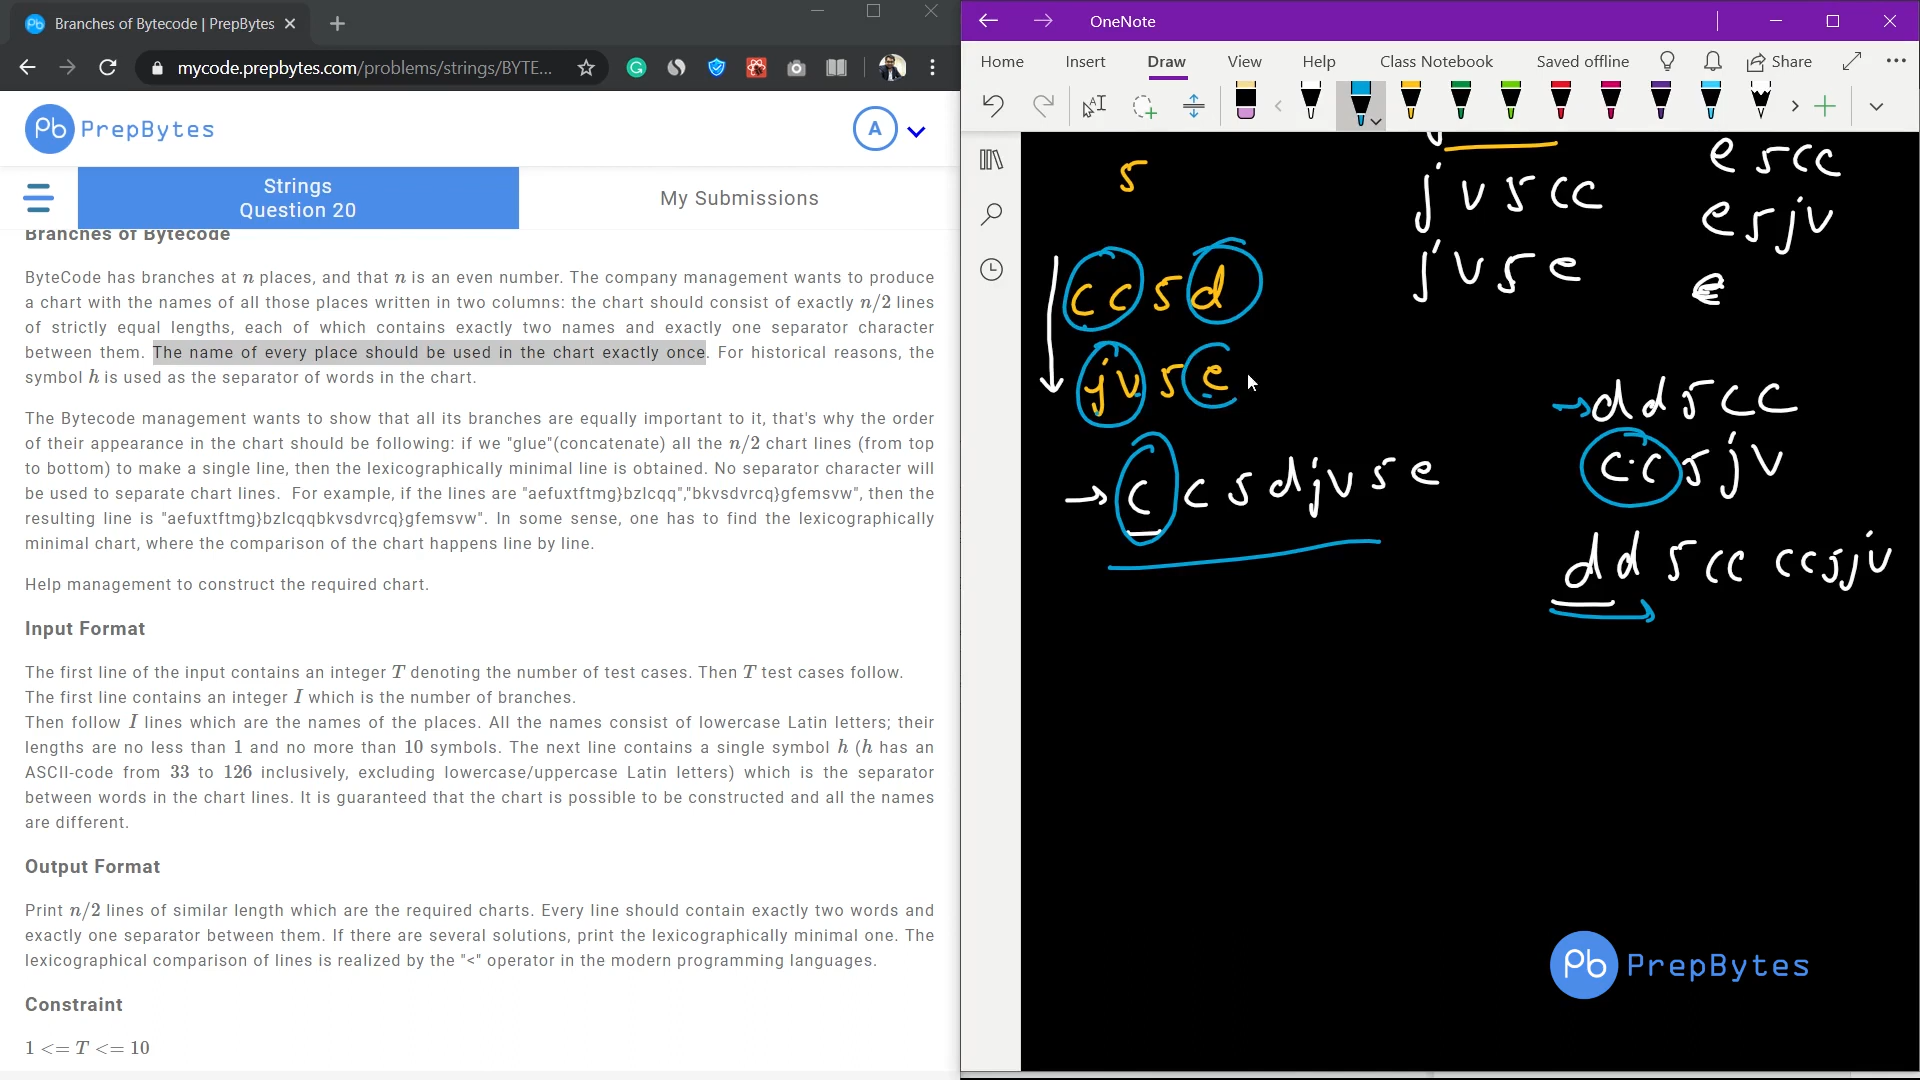 Branches of Bytecode | PrepBytes
mycode.prepbytes.com/problems/strings/BYTE...
PrepBytes
A
Strings
Question 20
My Submissions
Branches of Bytecode
ByteCode has branches at n places, and that n is an even number. The company management wants to produce
a chart with the names of all those places written in two columns: the chart should consist of exactly n/2 lines
of strictly equal lengths, each of which contains exactly two names and exactly one separator character
between them. The name of every place should be used in the chart exactly once. For historical reasons, the
symbol h is used as the separator of words in the chart.
The Bytecode management wants to show that all its branches are equally important to it, that's why the order
of their appearance in the chart should be following: if we "glue"(concatenate) all the n/2 chart lines (from top
to bottom) to make a single line, then the lexicographically minimal line is obtained. No separator character will
be used to separate chart lines. For example, if the lines are "aefuxtftmg}bzlcqq","bkvsdvrcq}gfemsvw", then the
resulting line is "aefuxtftmg}bzlcqqbkvsdvrcq}gfemsvw". In some sense, one has to find the lexicographically
minimal chart, where the comparison of the chart happens line by line.
Help management to construct the required chart.
Input Format
The first line of the input contains an integer T denoting the number of test cases. Then T test cases follow.
The first line contains an integer I which is the number of branches.
Then follow I lines which are the names of the places. All the names consist of lowercase Latin letters; their
lengths are no less than 1 and no more than 10 symbols. The next line contains a single symbol h (h has an
ASCII-code from 33 to 126 inclusively, excluding lowercase/uppercase Latin letters) which is the separator
between words in the chart lines. It is guaranteed that the chart is possible to be constructed and all the names
are different.
Output Format
Print n/2 lines of similar length which are the required charts. Every line should contain exactly two words and
exactly one separator between them. If there are several solutions, print the lexicographically minimal one. The
lexicographical comparison of lines is realized by the "<" operator in the modern programming languages.
Constraint
1 <= T <= 10
OneNote
Home Insert Draw View Help Class Notebook Saved offline Share
5
j v 5 cc
j v 5 e
e 5 cc
e 5 j v
e
c c 5 d
j v 5 e
c c 5 d j v 5 e
d d 5 c c
c c 5 j v
d d 5 cc cc5jv
Pb PrepBytes